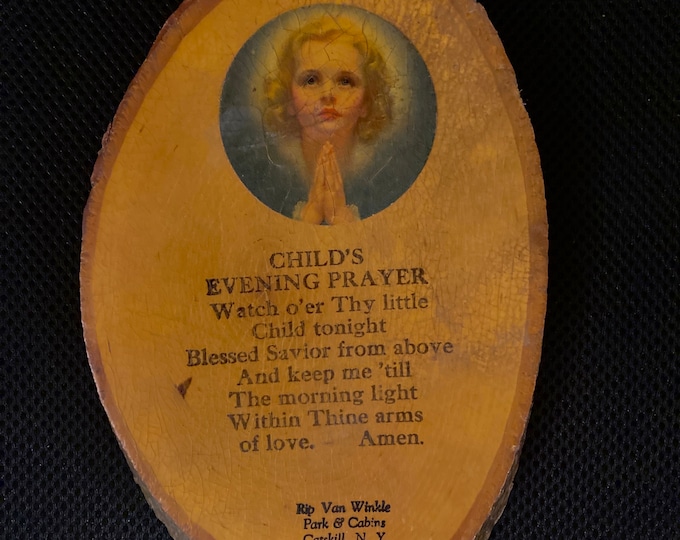 CHILD'S
EVENING PRAYER
Watch o'er Thy little
Child tonight
Blessed Savior from above
And keep me 'till
The morning light
Within Thine arms
of love. Amen.
Rip Van Winkle
Park & Cabins
Catskill, N. Y.